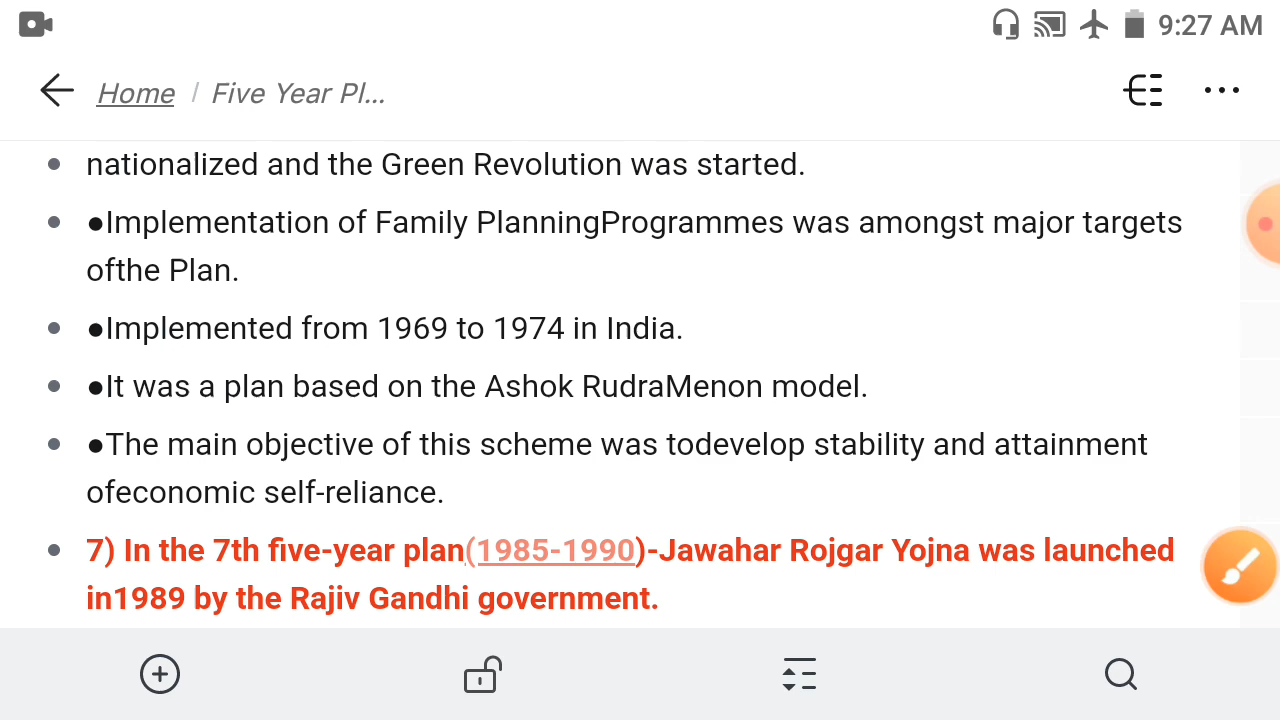 9:27 AM
Home / Five Year Pl...
nationalized and the Green Revolution was started.
●Implementation of Family PlanningProgrammes was amongst major targets
ofthe Plan.
●Implemented from 1969 to 1974 in India.
●It was a plan based on the Ashok RudraMenon model.
●The main objective of this scheme was todevelop stability and attainment
ofeconomic self-reliance.
7) In the 7th five-year plan(1985-1990)-Jawahar Rojgar Yojna was launched
in1989 by the Rajiv Gandhi government.